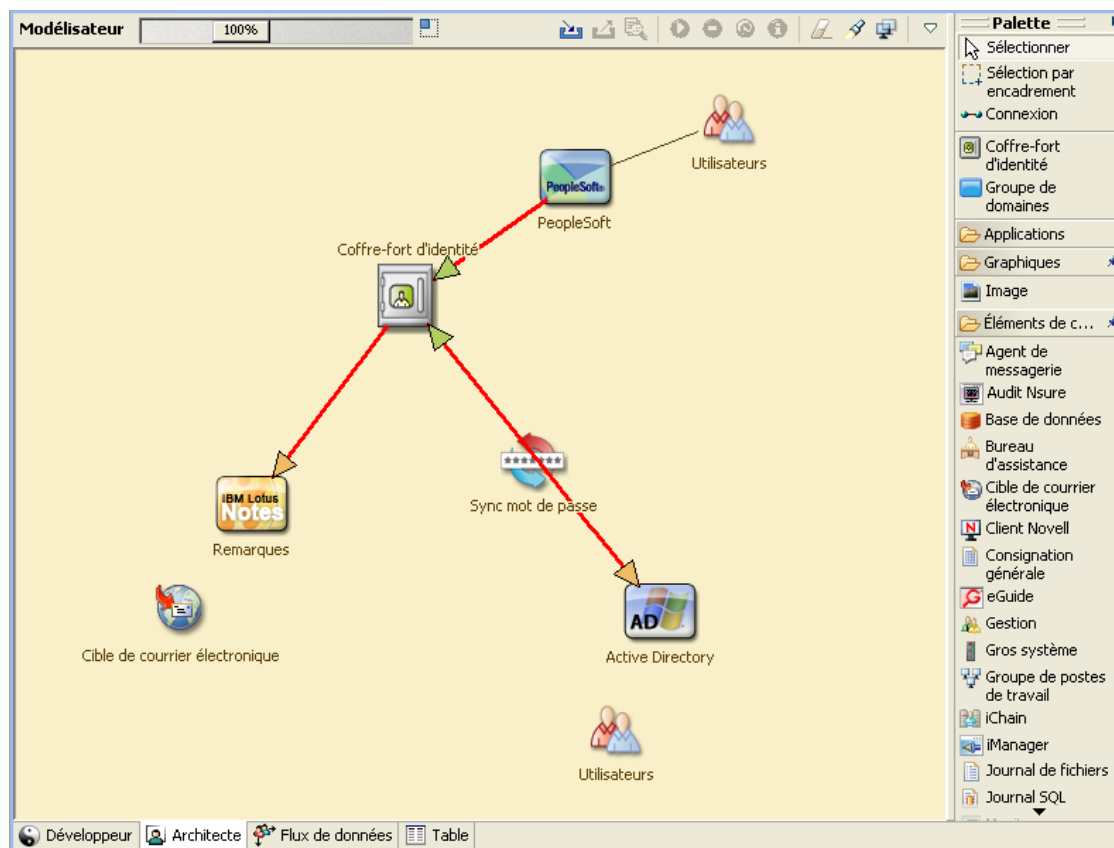 Modélisateur
100%
Utilisateurs
PeopleSoft®
PeopleSoft
Coffre-fort d'identité
*******
Sync mot de passe
IBM Lotus
Notes
Remarques
Cible de courrier électronique
AD
Active Directory
Utilisateurs
Développeur
Architecte
Flux de données
Table
Palette
Sélectionner
Sélection par
encadrement
Connexion
Coffre-fort
d'identité
Groupe de
domaines
Applications
Graphiques
Image
Éléments de c...
Agent de
messagerie
Audit Nsure
Base de données
Bureau
d'assistance
Cible de courrier
électronique
Client Novell
Consignation
générale
eGuide
Gestion
Gros système
Groupe de postes
de travail
iChain
iManager
Journal de fichiers
Journal SQL